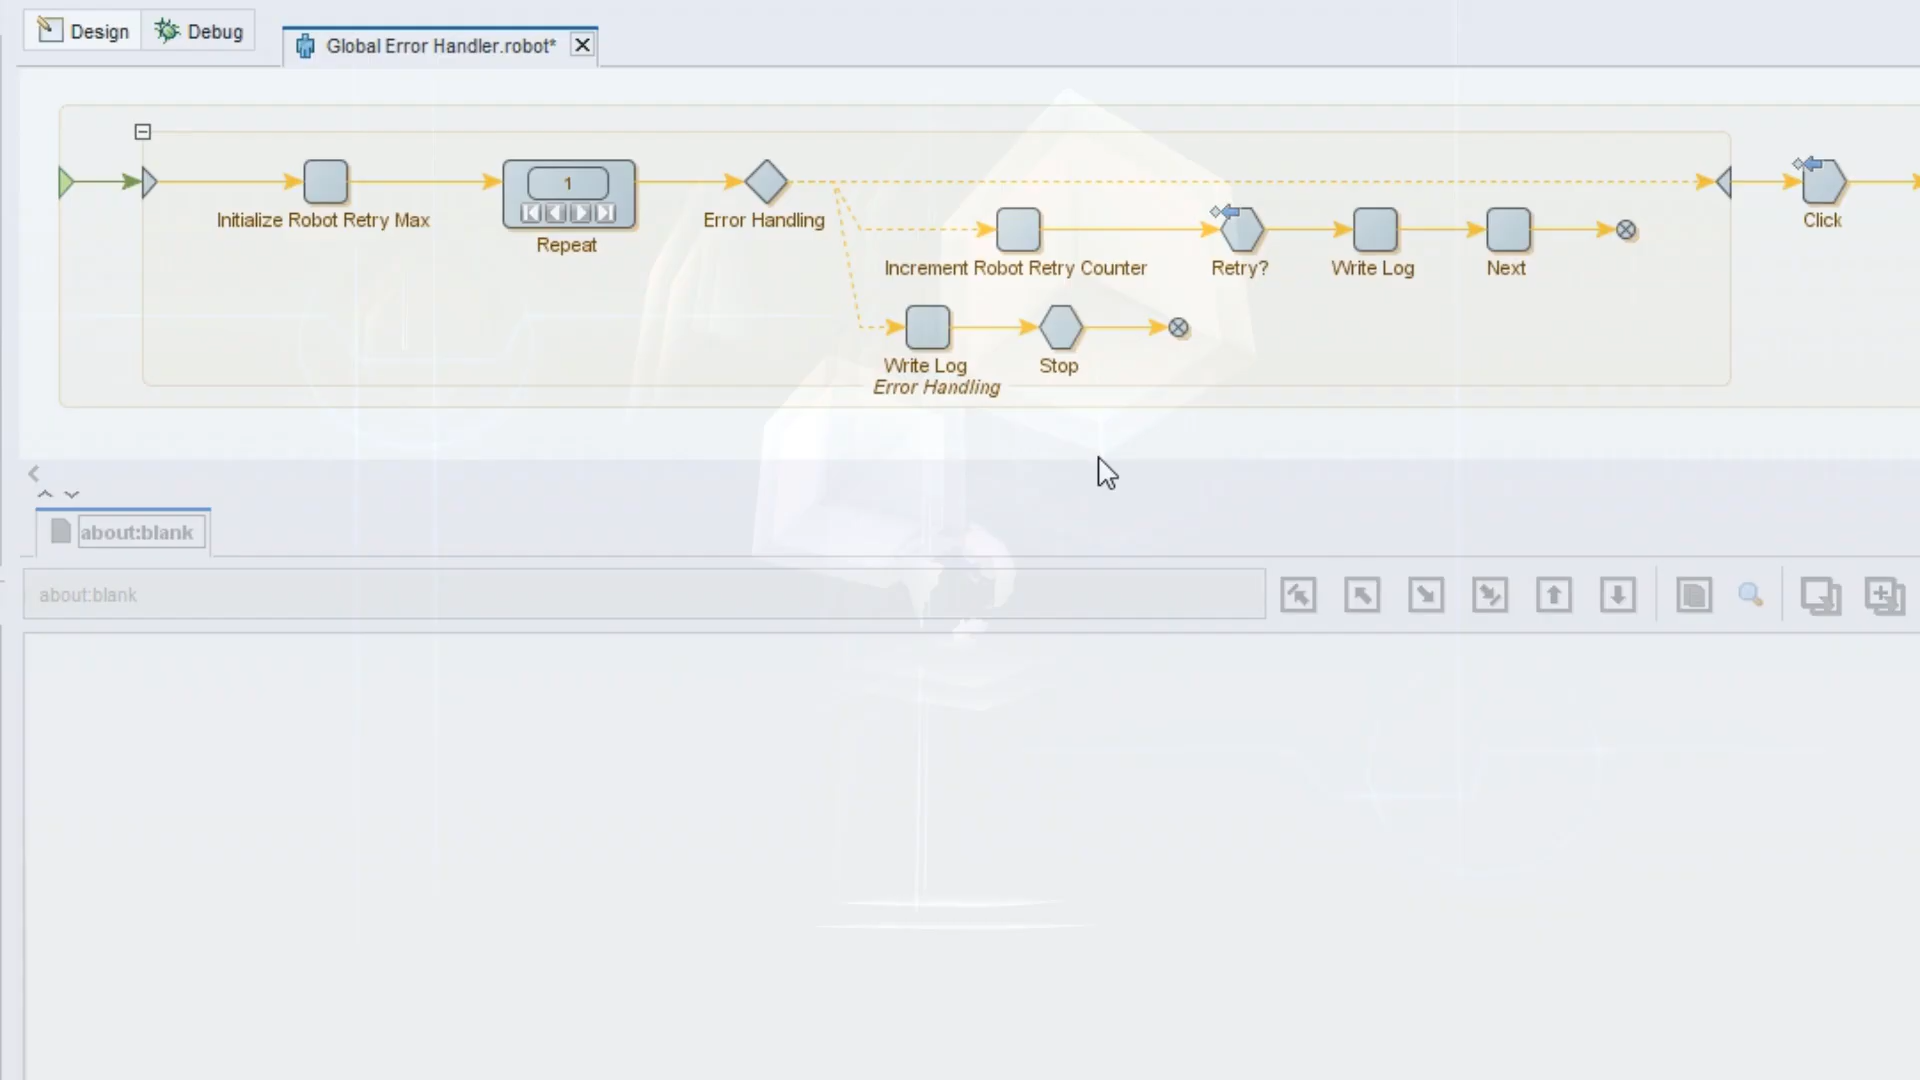 Design
Debug
Global Error Handler.robot*
1
Initialize Robot Retry Max
Repeat
Error Handling
Click
Increment Robot Retry Counter
Retry?
Write Log
Next
Write Log
Stop
Error Handling
about:blank
about:blank